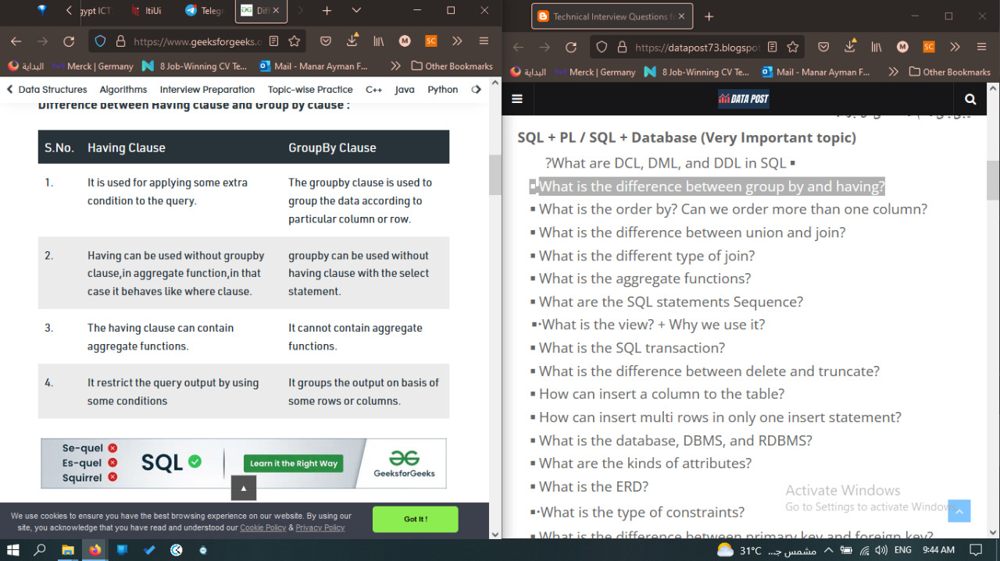 gypt ICT
ItiUi
Telegr
Diff
https://www.geeksforgeeks.o
البداية
Merck | Germany
8 Job-Winning CV Te...
Mail - Manar Ayman F...
Other Bookmarks
Data Structures
Algorithms
Interview Preparation
Topic-wise Practice
C++
Java
Python
Difference between Having clause and Group by clause :
S.No. Having Clause GroupBy Clause
1.
It is used for applying some extra
condition to the query.
The groupby clause is used to
group the data according to
particular column or row.
2.
Having can be used without groupby
clause,in aggregate function,in that
case it behaves like where clause.
groupby can be used without
having clause with the select
statement.
3.
The having clause can contain
aggregate functions.
It cannot contain aggregate
functions.
4.
It restrict the query output by using
some conditions
It groups the output on basis of
some rows or columns.
Se-quel
Es-quel
Squirrel
SQL
Learn it the Right Way
GeeksforGeeks
We use cookies to ensure you have the best browsing experience on our website. By using our
site, you acknowledge that you have read and understood our Cookie Policy & Privacy Policy
Got It !
Technical Interview Questions f
https://datapost73.blogspot
البداية
Merck | Germany
8 Job-Winning CV Te...
Mail - Manar Ayman F...
Other Bookmarks
DATA POST
SQL + PL / SQL + Database (Very Important topic)
?What are DCL, DML, and DDL in SQL ▪
▪What is the difference between group by and having?
▪ What is the order by? Can we order more than one column?
▪ What is the difference between union and join?
▪ What is the different type of join?
▪ What is the aggregate functions?
▪ What are the SQL statements Sequence?
▪·What is the view? + Why we use it?
▪ What is the SQL transaction?
▪ What is the difference between delete and truncate?
▪ How can insert a column to the table?
▪ How can insert multi rows in only one insert statement?
▪ What is the database, DBMS, and RDBMS?
▪ What are the kinds of attributes?
▪ What is the ERD?
▪·What is the type of constraints?
▪ What is the difference between primary key and foreign key?
Activate Windows
Go to Settings to activate Windows.
31°C
مشمس جـ...
ENG
9:44 AM